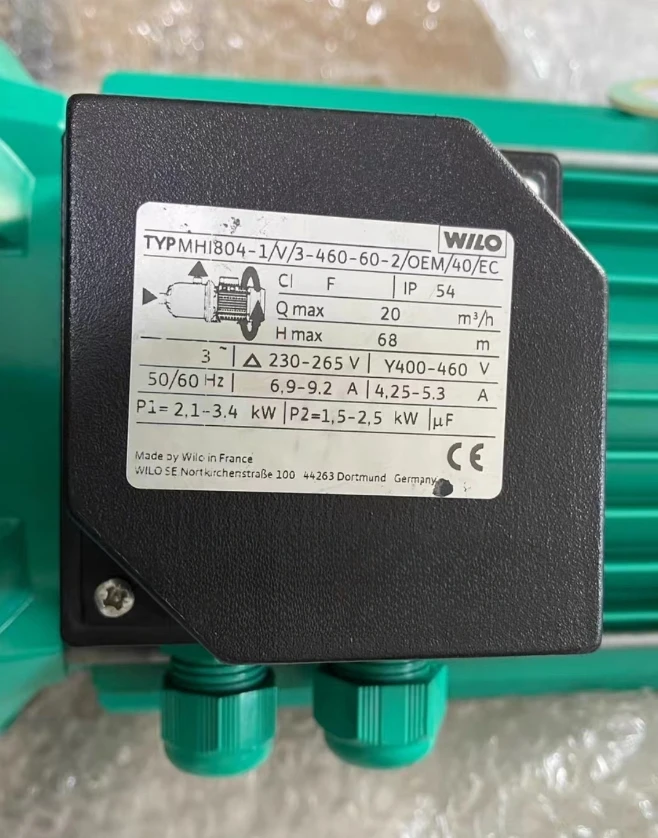 WILO
TYP MHI804-1/V/3-460-60-2/OEM/40/EC
CI F IP 54
Q max 20 m³/h
H max 68 m
3 ~ Δ 230-265 V Y400-460 V
50/60 Hz 6,9-9.2 A 4,25-5.3 A
P1= 2,1-3.4 kW P2=1,5-2,5 kW µF
Made by Wilo in France
WILO SE Nortkirchenstraße 100 44263 Dortmund Germany
CE